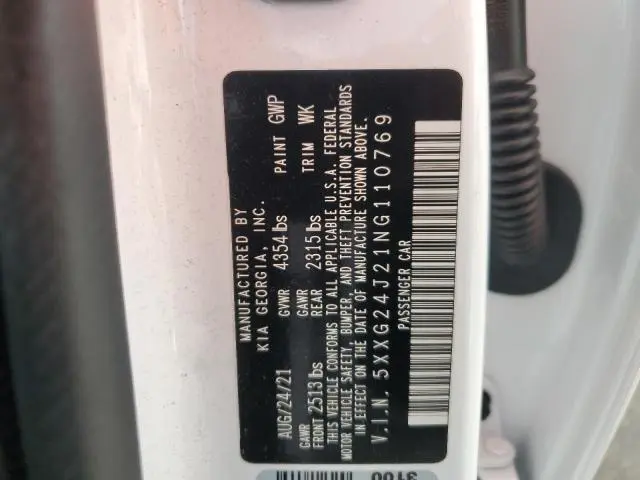 MANUFACTURED BY
KIA GEORGIA, INC.
AUG/24/21 GVWR 4354 lbs PAINT GWP
GAWR FRONT 2513 lbs GAWR REAR 2315 lbs TRIM WK
THIS VEHICLE CONFORMS TO ALL APPLICABLE U.S.A. FEDERAL
MOTOR VEHICLE SAFETY, BUMPER, AND THEFT PREVENTION STANDARDS
IN EFFECT ON THE DATE OF MANUFACTURE SHOWN ABOVE.
V.I.N. 5XXG24J21NG110769
PASSENGER CAR